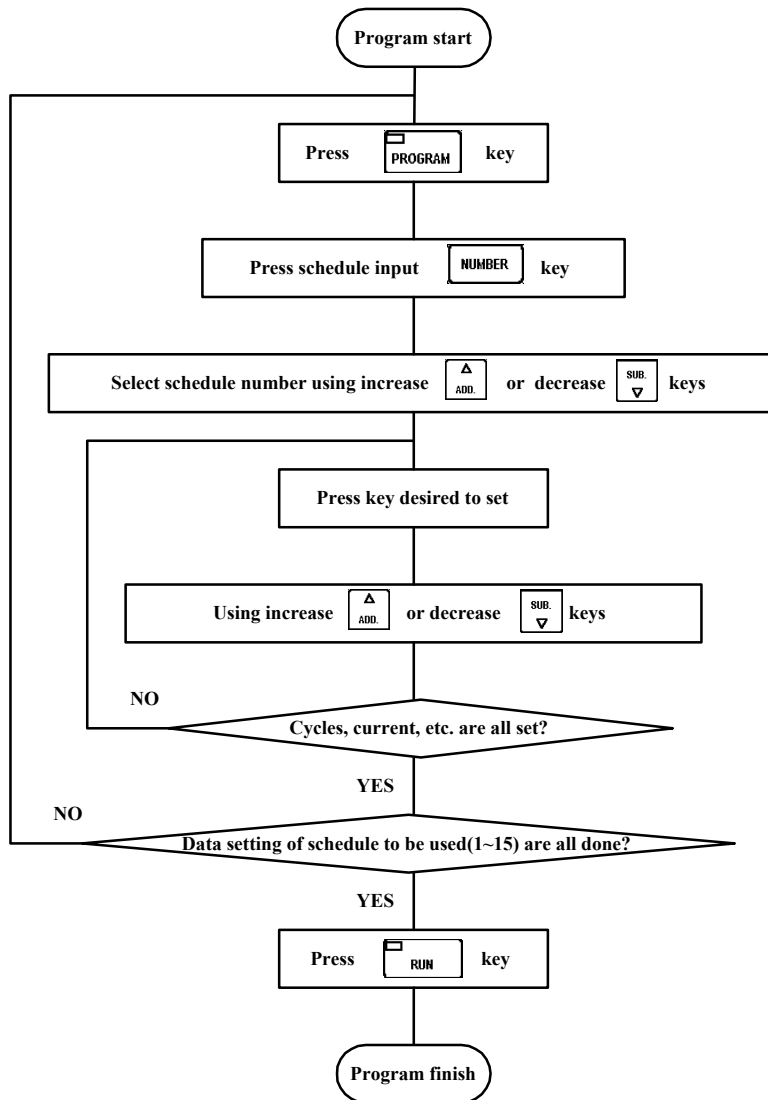 Program start
Press PROGRAM key
Press schedule input NUMBER key
Select schedule number using increase ADD. or decrease SUB. keys
Press key desired to set
Using increase ADD. or decrease SUB. keys
NO
Cycles, current, etc. are all set?
YES
NO
Data setting of schedule to be used(1~15) are all done?
YES
Press RUN key
Program finish